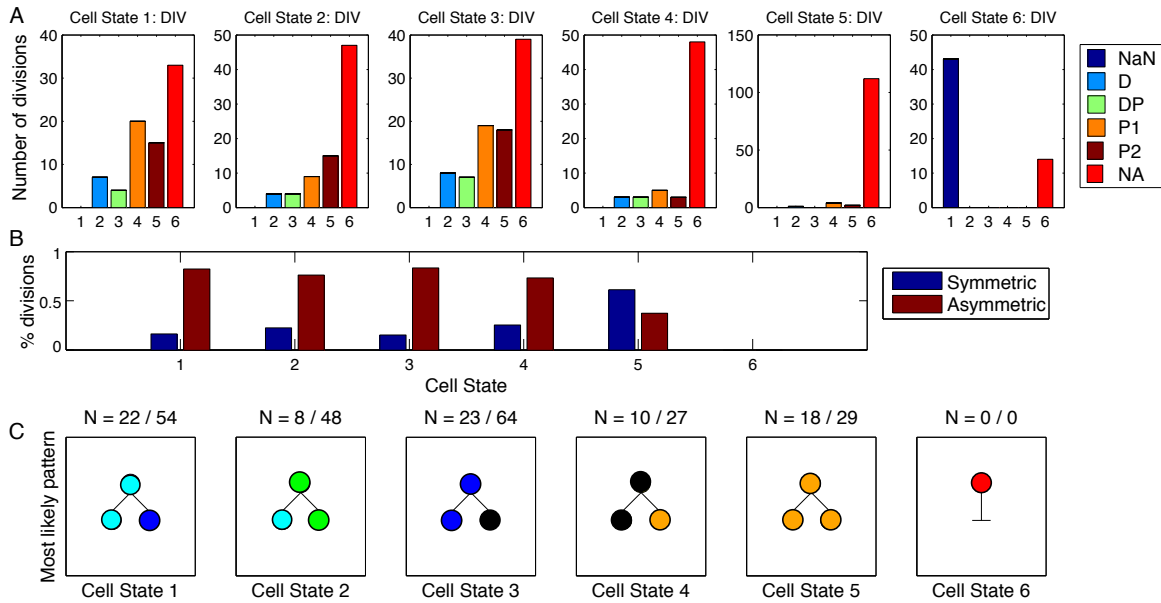 A
Cell State 1: DIV
Cell State 2: DIV
Cell State 3: DIV
Cell State 4: DIV
Cell State 5: DIV
Cell State 6: DIV
Number of divisions
40
30
20
10
0
1 2 3 4 5 6
50
40
30
20
10
0
1 2 3 4 5 6
40
30
20
10
0
1 2 3 4 5 6
50
40
30
20
10
0
1 2 3 4 5 6
150
100
50
0
1 2 3 4 5 6
50
40
30
20
10
0
1 2 3 4 5 6
NaN
D
DP
P1
P2
NA
B
% divisions
1
0.5
0
1 2 3 4 5 6
Cell State
Symmetric
Asymmetric
C
Most likely pattern
N = 22 / 54
N = 8 / 48
N = 23 / 64
N = 10 / 27
N = 18 / 29
N = 0 / 0
Cell State 1
Cell State 2
Cell State 3
Cell State 4
Cell State 5
Cell State 6